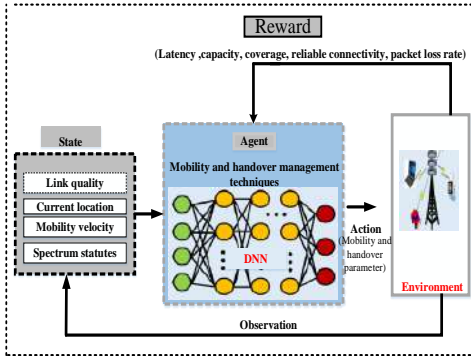 Reward
(Latency ,capacity, coverage, reliable connectivity, packet loss rate)
State
Link quality
Current location
Mobility velocity
Spectrum statutes
Agent
Mobility and handover management
techniques
DNN
Action
(Mobility and
handover
parameter)
Environment
Observation